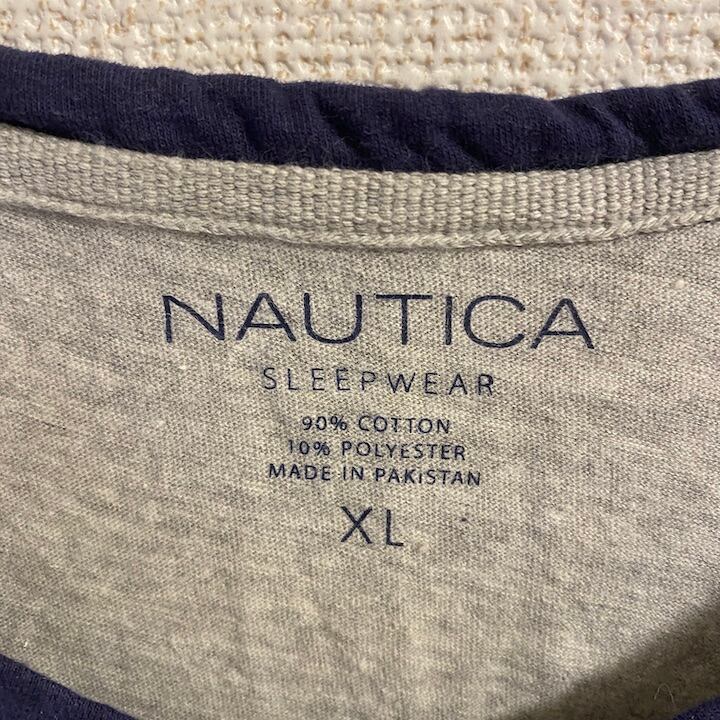 NAUTICA
SLEEPWEAR
90% COTTON
10% POLYESTER
MADE IN PAKISTAN
XL